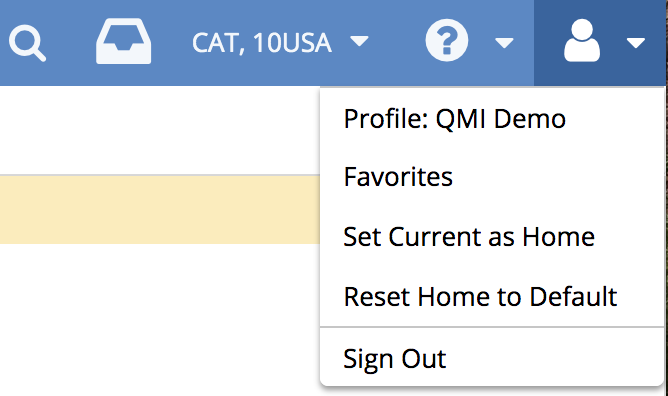 CAT, 10USA
Profile: QMI Demo
Favorites
Set Current as Home
Reset Home to Default
Sign Out